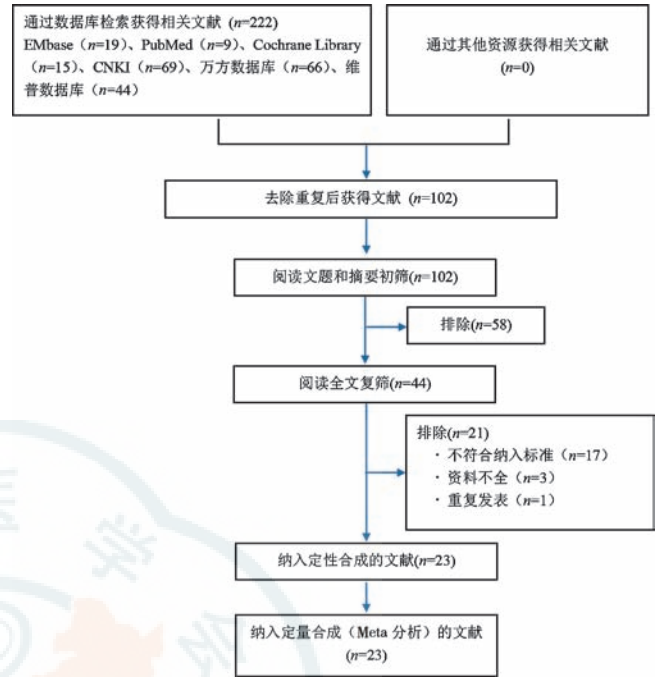 通过数据库检索获得相关文献 (n=222)
EMbase（n=19）、PubMed（n=9）、Cochrane Library
（n=15）、CNKI（n=69）、万方数据库（n=66）、维
普数据库（n=44）
通过其他资源获得相关文献
(n=0)
去除重复后获得文献 (n=102)
阅读文题和摘要初筛(n=102)
排除(n=58)
阅读全文复筛(n=44)
排除(n=21)
· 不符合纳入标准（n=17）
· 资料不全（n=3）
· 重复发表（n=1）
纳入定性合成的文献(n=23)
纳入定量合成（Meta 分析）的文献
(n=23)
学
会